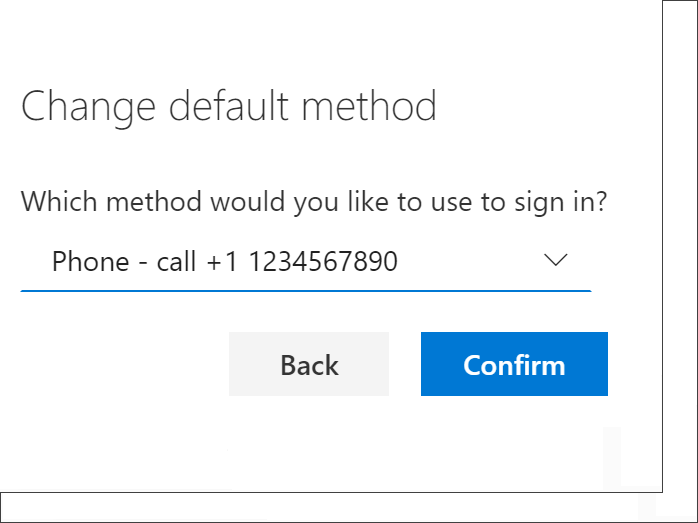 Change default method
Which method would you like to use to sign in?
Phone - call +1 1234567890
Back
Confirm